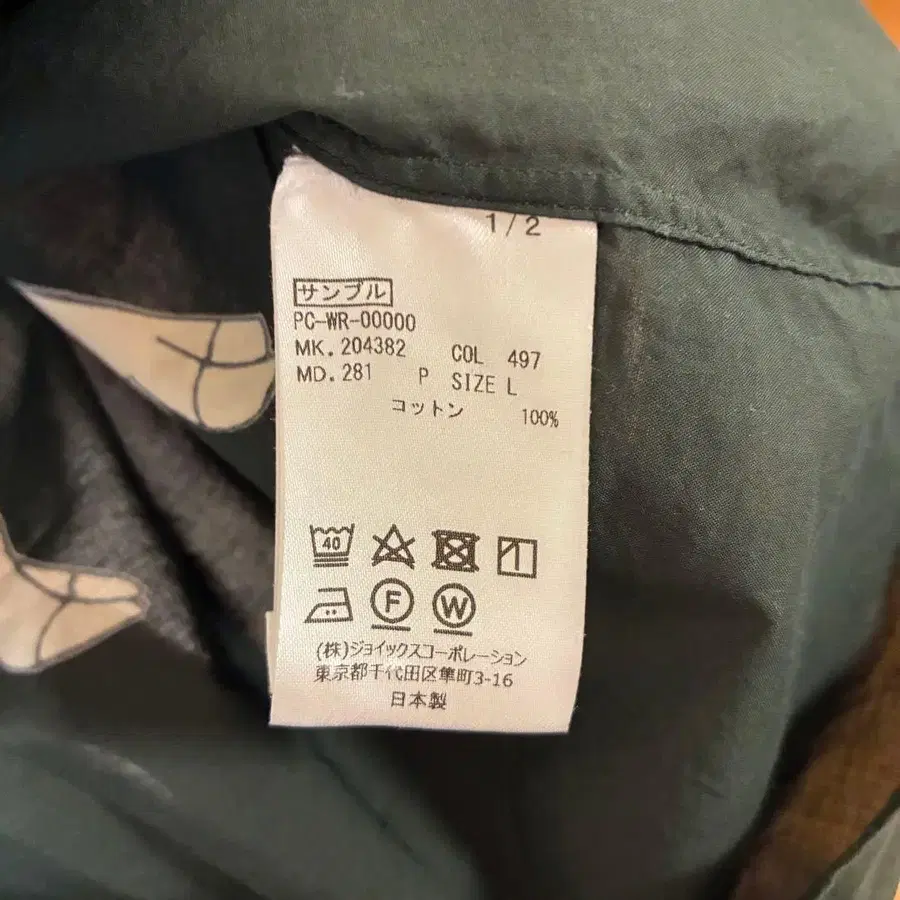 1/2
サンプル
PC-WR-00000
MK.204382 COL 497
MD.281 P SIZE L
コットン 100%
40
F W
(株)ジョイックスコーポレーション
東京都千代田区隼町3-16
日本製